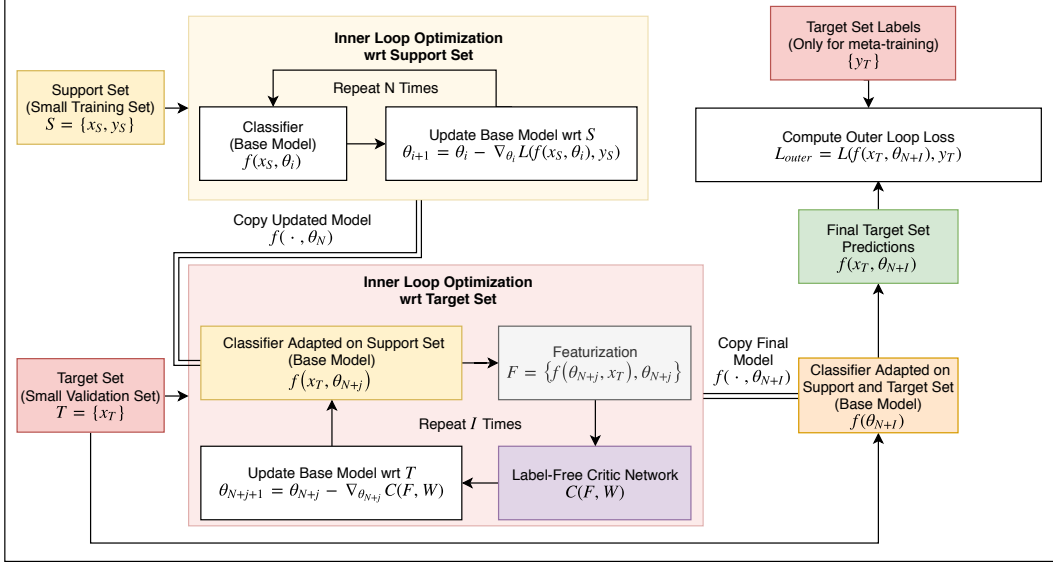 Inner Loop Optimization
wrt Support Set
Repeat N Times
Support Set
(Small Training Set)
S = {x_S, y_S}
Classifier
(Base Model)
f(x_S, θ_i)
Update Base Model wrt S
θ_{i+1} = θ_i − ∇_{θ_i} L(f(x_S, θ_i), y_S)
Target Set Labels
(Only for meta-training)
{y_T}
Compute Outer Loop Loss
L_{outer} = L(f(x_T, θ_{N+I}), y_T)
Copy Updated Model
f( · , θ_N)
Final Target Set
Predictions
f(x_T, θ_{N+I})
Inner Loop Optimization
wrt Target Set
Target Set
(Small Validation Set)
T = {x_T}
Classifier Adapted on Support Set
(Base Model)
f(x_T, θ_{N+j})
Featurization
F = {f(θ_{N+j}, x_T), θ_{N+j}}
Repeat I Times
Update Base Model wrt T
θ_{N+j+1} = θ_{N+j} − ∇_{θ_{N+j}} C(F, W)
Label-Free Critic Network
C(F, W)
Copy Final
Model
f( · , θ_{N+I})
Classifier Adapted on
Support and Target Set
(Base Model)
f(θ_{N+I})